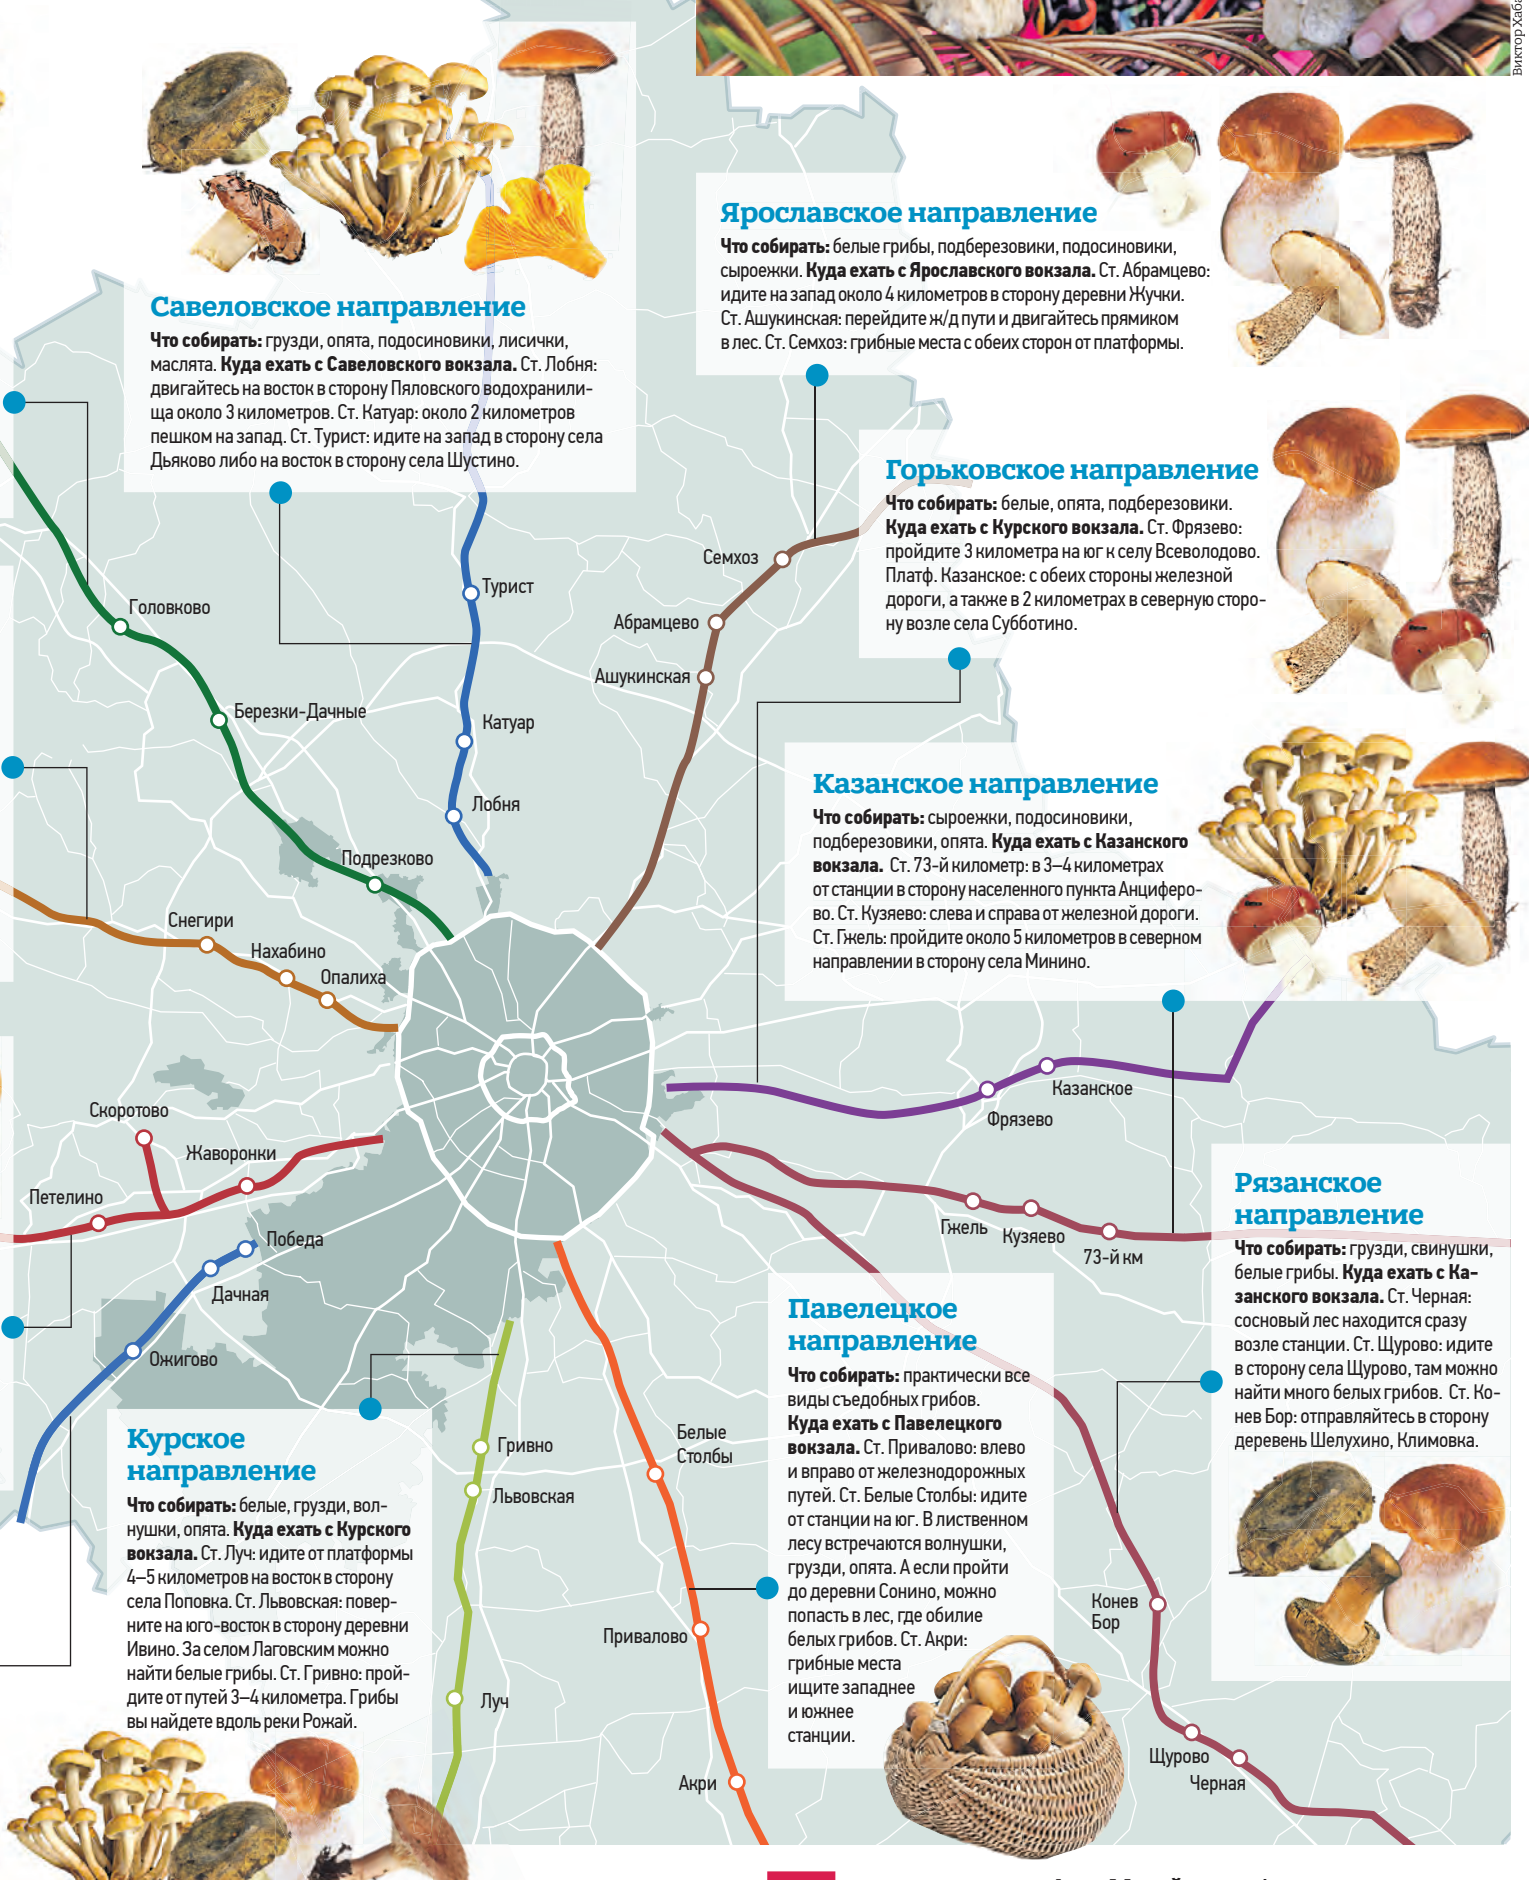 Виктор Хаба
Савеловское направление
Что собирать: грузди, опята, подосиновики, лисички,
маслята. Куда ехать с Савеловского вокзала. Ст. Лобня:
двигайтесь на восток в сторону Пяловского водохранили-
ща около 3 километров. Ст. Катуар: около 2 километров
пешком на запад. Ст. Турист: идите на запад в сторону села
Дьяково либо на восток в сторону села Шустино.
Ярославское направление
Что собирать: белые грибы, подберезовики, подосиновики,
сыроежки. Куда ехать с Ярославского вокзала. Ст. Абрамцево:
идите на запад около 4 километров в сторону деревни Жучки.
Ст. Ашукинская: перейдите ж/д пути и двигайтесь прямиком
в лес. Ст. Семхоз: грибные места с обеих сторон от платформы.
Горьковское направление
Что собирать: белые, опята, подберезовики.
Куда ехать с Курского вокзала. Ст. Фрязево:
пройдите 3 километра на юг к селу Всеволодово.
Платф. Казанское: с обеих стороны железной
дороги, а также в 2 километрах в северную сторо-
ну возле села Субботино.
Семхоз
Турист
Головково
Абрамцево
Ашукинская
Березки-Дачные
Катуар
Лобня
Подрезково
Казанское направление
Что собирать: сыроежки, подосиновики,
подберезовики, опята. Куда ехать с Казанского
вокзала. Ст. 73-й километр: в 3–4 километрах
от станции в сторону населенного пункта Анциферо-
во. Ст. Кузяево: слева и справа от железной дороги.
Ст. Гжель: пройдите около 5 километров в северном
направлении в сторону села Минино.
Снегири
Нахабино
Опалиха
Казанское
Фрязево
Скоротово
Жаворонки
Петелино
Победа
Дачная
Ожигово
Гжель
Кузяево
73-й км
Рязанское
направление
Что собирать: грузди, свинушки,
белые грибы. Куда ехать с Ка-
занского вокзала. Ст. Черная:
сосновый лес находится сразу
возле станции. Ст. Щурово: идите
в сторону села Щурово, там можно
найти много белых грибов. Ст. Ко-
нев Бор: отправляйтесь в сторону
деревень Шелухино, Климовка.
Павелецкое
направление
Что собирать: практически все
виды съедобных грибов.
Куда ехать с Павелецкого
вокзала. Ст. Привалово: влево
и вправо от железнодорожных
путей. Ст. Белые Столбы: идите
от станции на юг. В лиственном
лесу встречаются волнушки,
грузди, опята. А если пройти
до деревни Сонино, можно
попасть в лес, где обилие
белых грибов. Ст. Акри:
грибные места
ищите западнее
и южнее
станции.
Курское
направление
Что собирать: белые, грузди, вол-
нушки, опята. Куда ехать с Курского
вокзала. Ст. Луч: идите от платформы
4–5 километров на восток в сторону
села Поповка. Ст. Львовская: повер-
ните на юго-восток в сторону деревни
Ивино. За селом Лаговским можно
найти белые грибы. Ст. Гривно: прой-
дите от путей 3–4 километра. Грибы
вы найдете вдоль реки Рожай.
Гривно
Львовская
Луч
Белые
Столбы
Привалово
Акри
Конев
Бор
Щурово
Черная